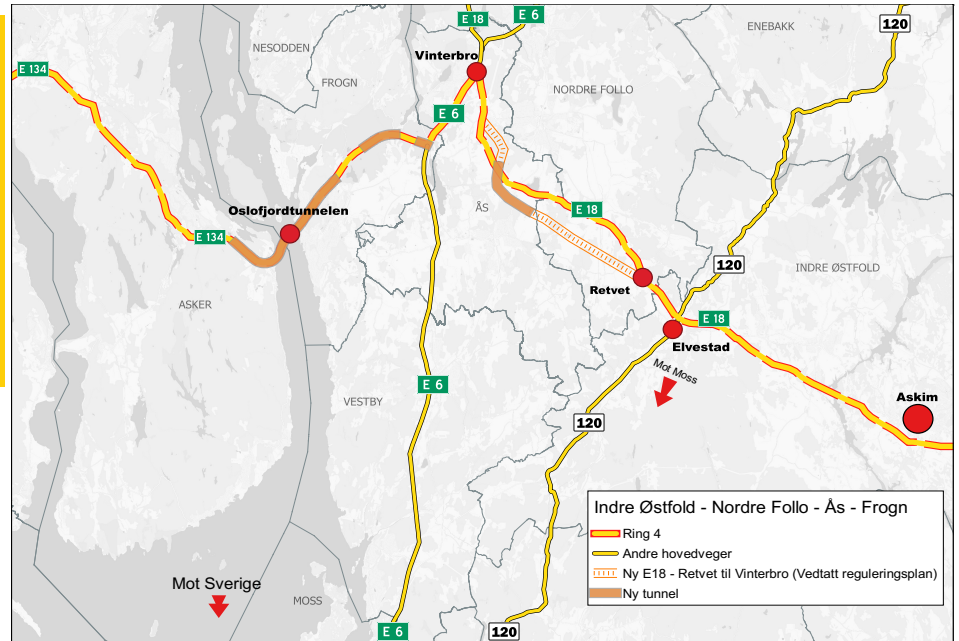 E 18
E 6
120
ENEBAKK
NESODDEN
Vinterbro
E 134
FROGN
NORDRE FOLLO
E 6
Oslofjordtunnelen
ÅS
E 18
E 134
120
INDRE ØSTFOLD
Retvet
ASKER
E 18
Elvestad
Mot Moss
E 6
VESTBY
Askim
120
Indre Østfold - Nordre Follo - Ås - Frogn
Ring 4
Andre hovedveger
Ny E18 - Retvet til Vinterbro (Vedtatt reguleringsplan)
Ny tunnel
Mot Sverige
MOSS
E 6
120